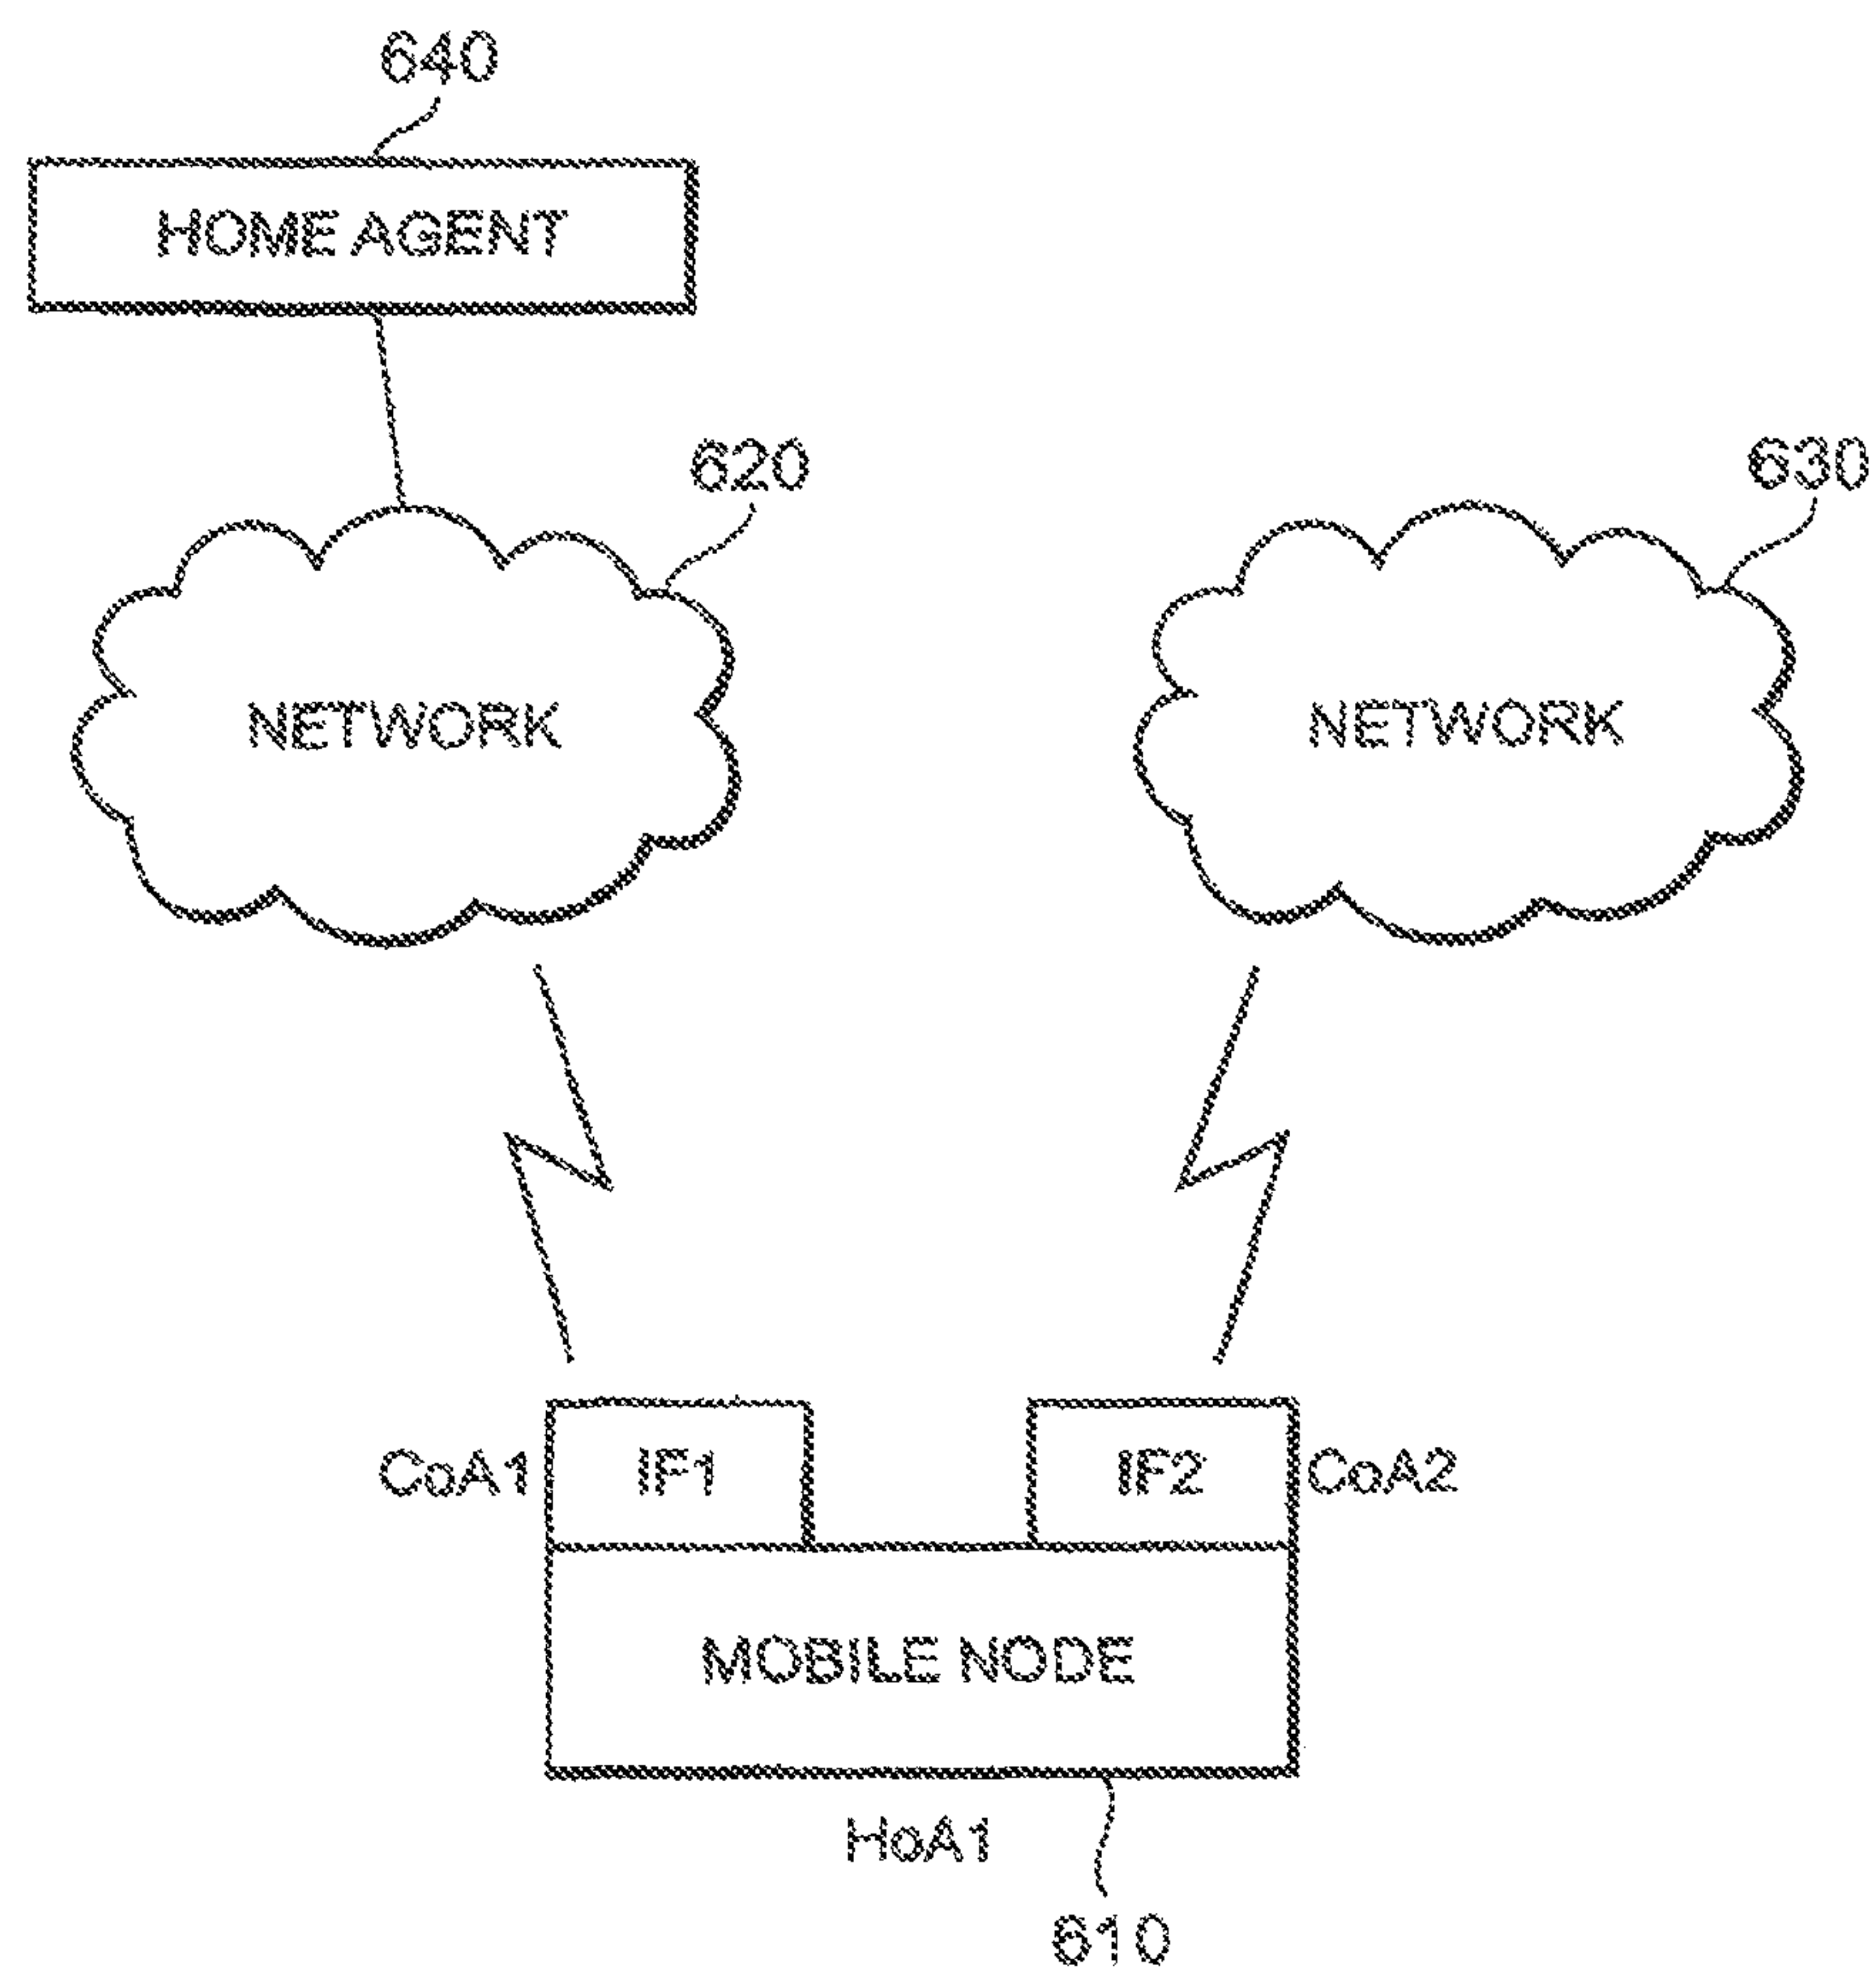 640
HOME AGENT
620
630
NETWORK
NETWORK
CoA1
IF1
IF2
CoA2
MOBILE NODE
HoA1
610